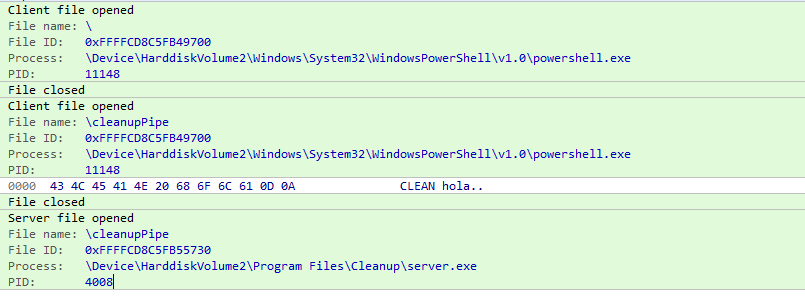 Client file opened
File name: \
File ID: 0xFFFFCD8C5FB49700
Process: \Device\HarddiskVolume2\Windows\System32\WindowsPowerShell\v1.0\powershell.exe
PID: 11148
File closed
Client file opened
File name: \cleanupPipe
File ID: 0xFFFFCD8C5FB49700
Process: \Device\HarddiskVolume2\Windows\System32\WindowsPowerShell\v1.0\powershell.exe
PID: 11148
0000 43 4C 45 41 4E 20 68 6F 6C 61 0D 0A CLEAN hola..
File closed
Server file opened
File name: \cleanupPipe
File ID: 0xFFFFCD8C5FB55730
Process: \Device\HarddiskVolume2\Program Files\Cleanup\server.exe
PID: 4008